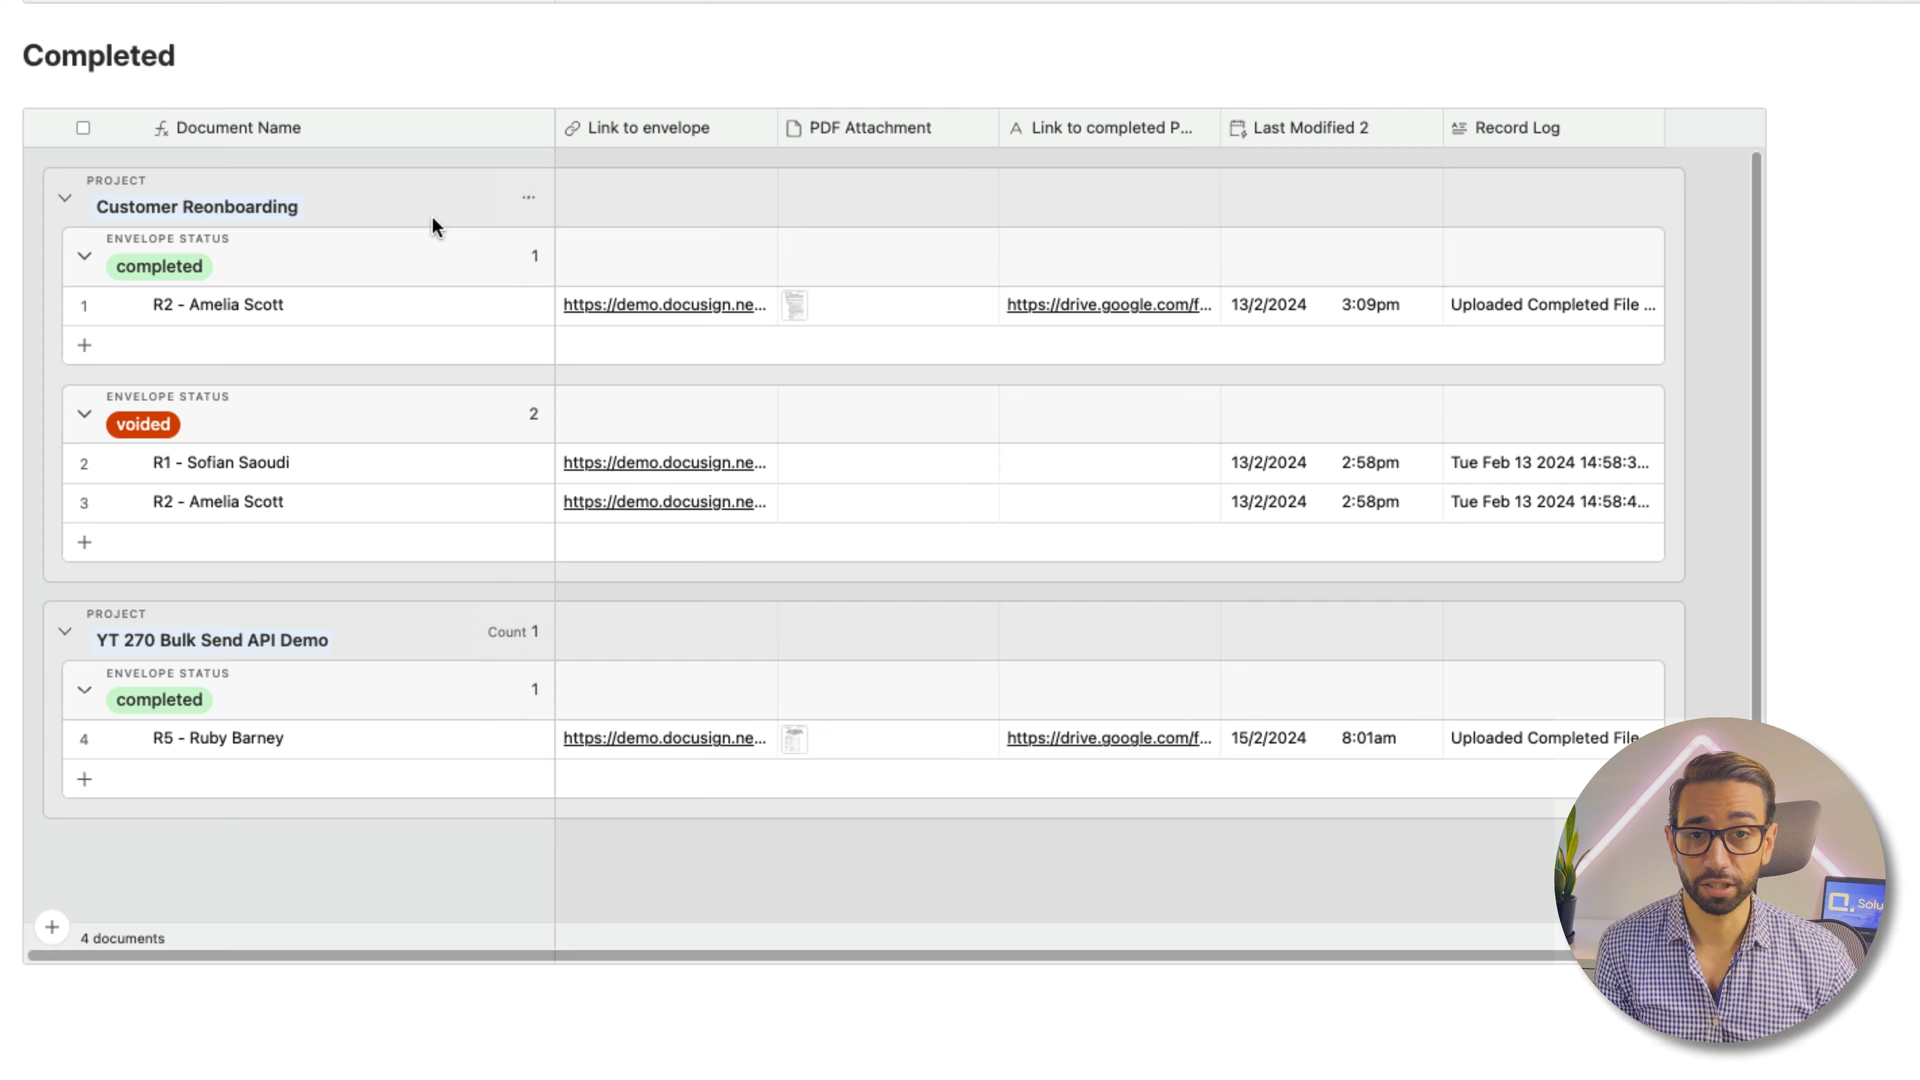 Completed
Document Name Link to envelope PDF Attachment Link to completed P... Last Modified 2 Record Log
PROJECT
Customer Reonboarding ...
ENVELOPE STATUS
completed 1
1 R2 - Amelia Scott https://demo.docusign.ne... https://drive.google.com/f... 13/2/2024 3:09pm Uploaded Completed File ...
+
ENVELOPE STATUS
voided 2
2 R1 - Sofian Saoudi https://demo.docusign.ne... 13/2/2024 2:58pm Tue Feb 13 2024 14:58:3...
3 R2 - Amelia Scott https://demo.docusign.ne... 13/2/2024 2:58pm Tue Feb 13 2024 14:58:4...
+
PROJECT
YT 270 Bulk Send API Demo Count 1
ENVELOPE STATUS
completed 1
4 R5 - Ruby Barney https://demo.docusign.ne... https://drive.google.com/f... 15/2/2024 8:01am Uploaded Completed File
+
+ 4 documents
Q. Solu